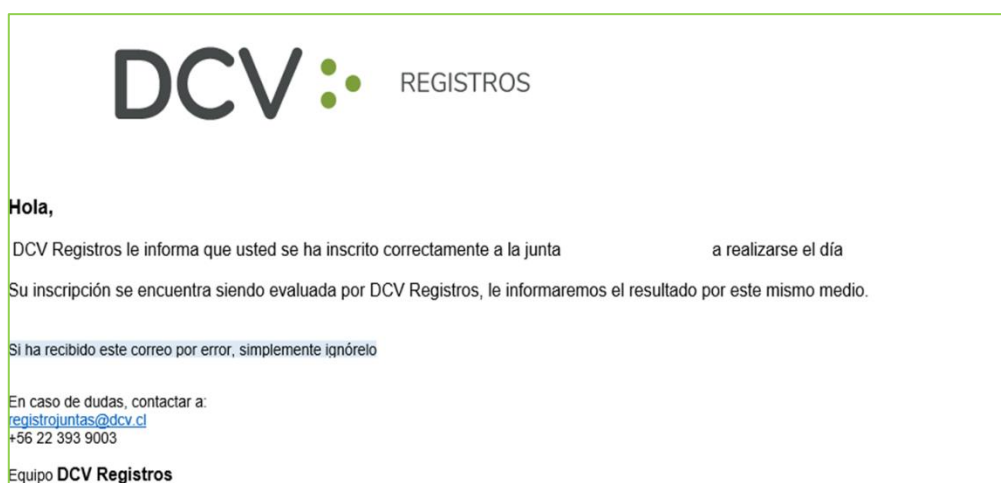 DCV REGISTROS
Hola,
DCV Registros le informa que usted se ha inscrito correctamente a la junta a realizarse el día
Su inscripción se encuentra siendo evaluada por DCV Registros, le informaremos el resultado por este mismo medio.
Si ha recibido este correo por error, simplemente ignórelo
En caso de dudas, contactar a:
registrojuntas@dcv.cl
+56 22 393 9003
Equipo DCV Registros